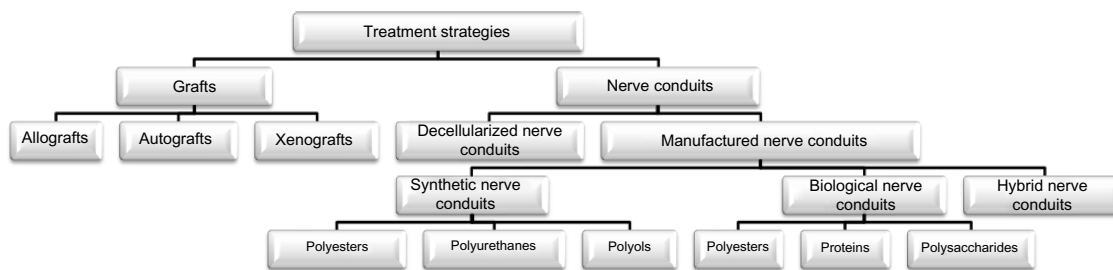 Treatment strategies
Grafts
Nerve conduits
Allografts
Autografts
Xenografts
Decellularized nerve
conduits
Manufactured nerve conduits
Synthetic nerve
conduits
Biological nerve
conduits
Hybrid nerve
conduits
Polyesters
Polyurethanes
Polyols
Polyesters
Proteins
Polysaccharides